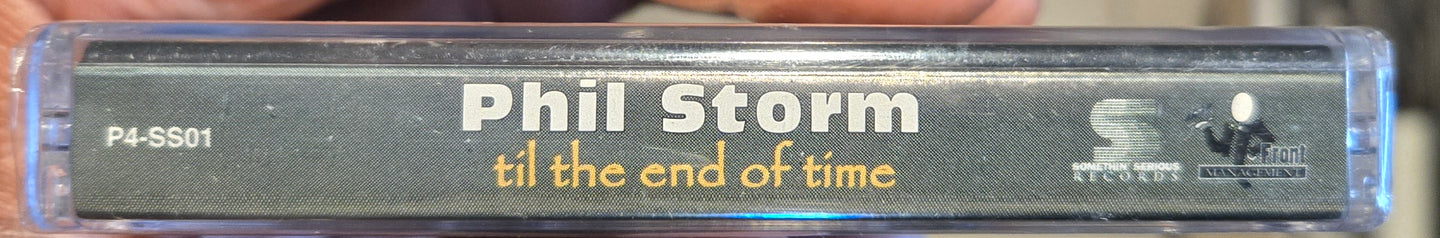 P4-SS01
Phil Storm
til the end of time
SOMETHIN SERIOUS
RECORDS
Front
MANAGEMENT